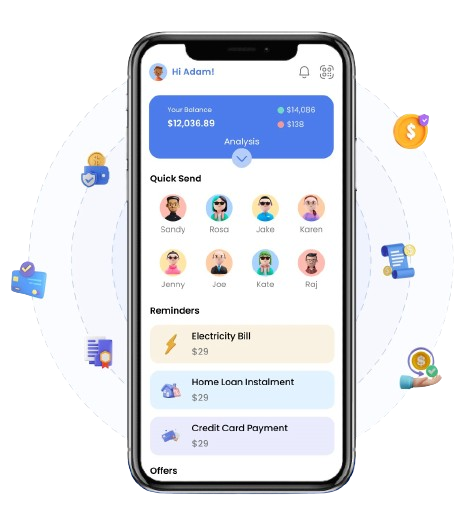 Hi Adam!
Your Balance
$14,086
$12,036.89
$138
Analysis
Quick Send
Sandy Rosa Jake Karen
Jenny Joe Kate Raj
Reminders
Electricity Bill
$29
Home Loan Instalment
$29
Credit Card Payment
$29
Offers